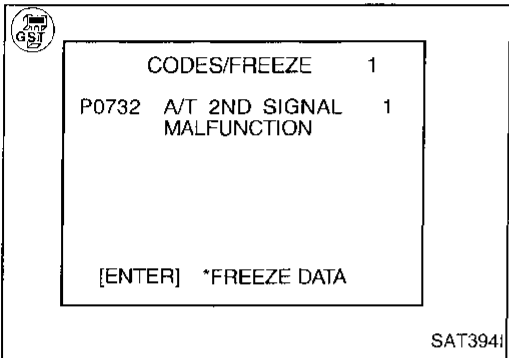 GST
CODES/FREEZE 1
P0732 A/T 2ND SIGNAL 1
MALFUNCTION
[ENTER] *FREEZE DATA
SAT394I